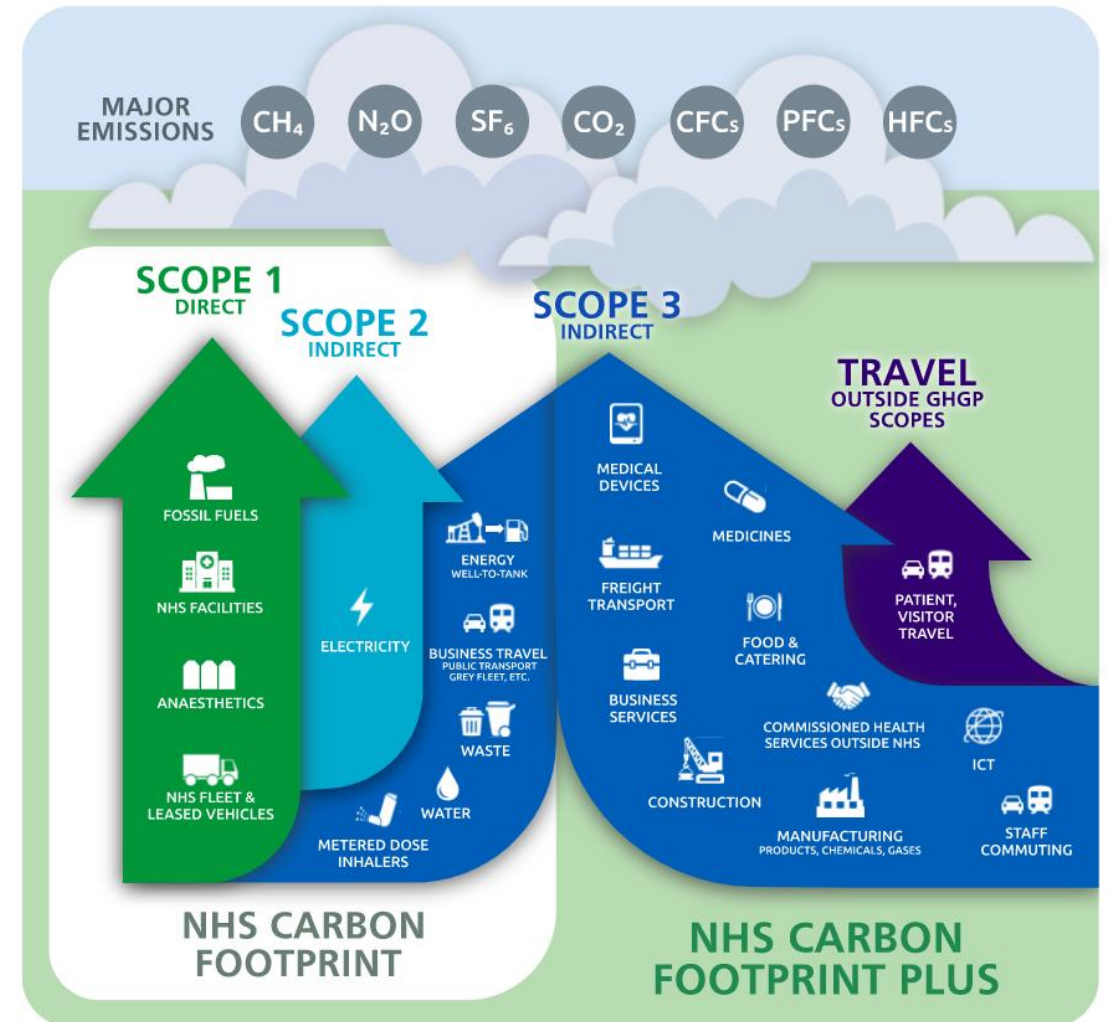 MAJOR
EMISSIONS
CH₄
N₂O
SF₆
CO₂
CFCs
PFCs
HFCs
SCOPE 1
DIRECT
SCOPE 2
INDIRECT
SCOPE 3
INDIRECT
TRAVEL
OUTSIDE GHGP
SCOPES
FOSSIL FUELS
NHS FACILITIES
ANAESTHETICS
NHS FLEET &
LEASED VEHICLES
ELECTRICITY
ENERGY
WELL-TO-TANK
BUSINESS TRAVEL
PUBLIC TRANSPORT
GREY FLEET, ETC.
WASTE
WATER
METERED DOSE
INHALERS
MEDICAL
DEVICES
MEDICINES
FREIGHT
TRANSPORT
FOOD &
CATERING
BUSINESS
SERVICES
COMMISSIONED HEALTH
SERVICES OUTSIDE NHS
CONSTRUCTION
MANUFACTURING
PRODUCTS, CHEMICALS, GASES
ICT
STAFF
COMMUTING
PATIENT,
VISITOR
TRAVEL
NHS CARBON
FOOTPRINT
NHS CARBON
FOOTPRINT PLUS